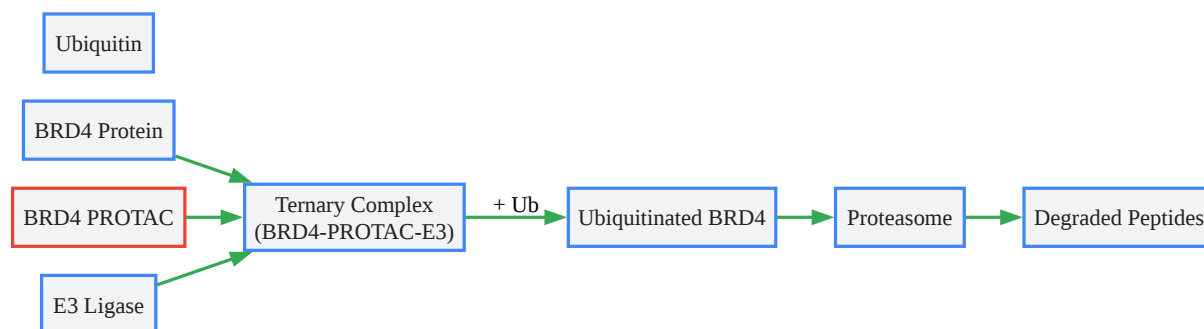 Ubiquitin
BRD4 Protein
BRD4 PROTAC
E3 Ligase
Ternary Complex
(BRD4-PROTAC-E3)
+ Ub
Ubiquitinated BRD4
Proteasome
Degraded Peptides